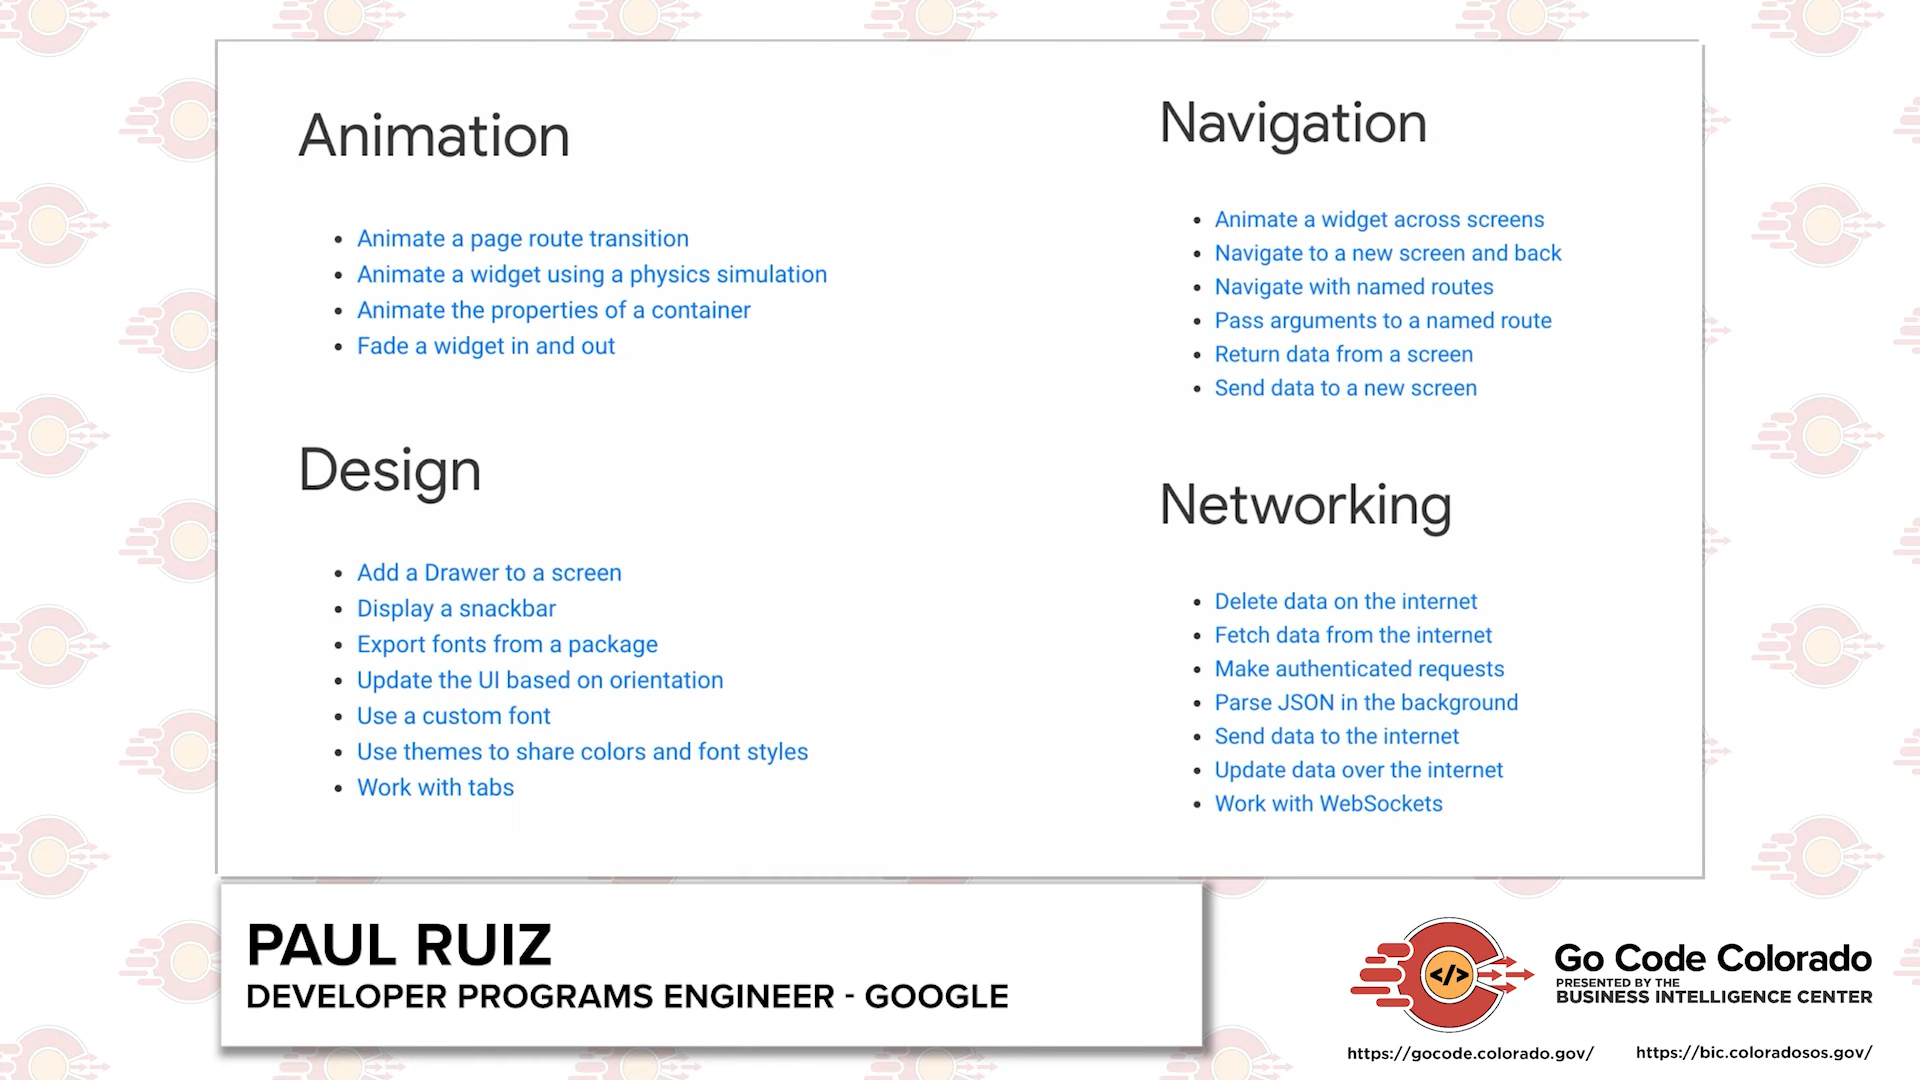 Animation
Animate a page route transition
Animate a widget using a physics simulation
Animate the properties of a container
Fade a widget in and out
Design
Add a Drawer to a screen
Display a snackbar
Export fonts from a package
Update the UI based on orientation
Use a custom font
Use themes to share colors and font styles
Work with tabs
Navigation
Animate a widget across screens
Navigate to a new screen and back
Navigate with named routes
Pass arguments to a named route
Return data from a screen
Send data to a new screen
Networking
Delete data on the internet
Fetch data from the internet
Make authenticated requests
Parse JSON in the background
Send data to the internet
Update data over the internet
Work with WebSockets
PAUL RUIZ
DEVELOPER PROGRAMS ENGINEER - GOOGLE
</>
Go Code Colorado
PRESENTED BY THE
BUSINESS INTELLIGENCE CENTER
https://gocode.colorado.gov/
https://bic.coloradosos.gov/